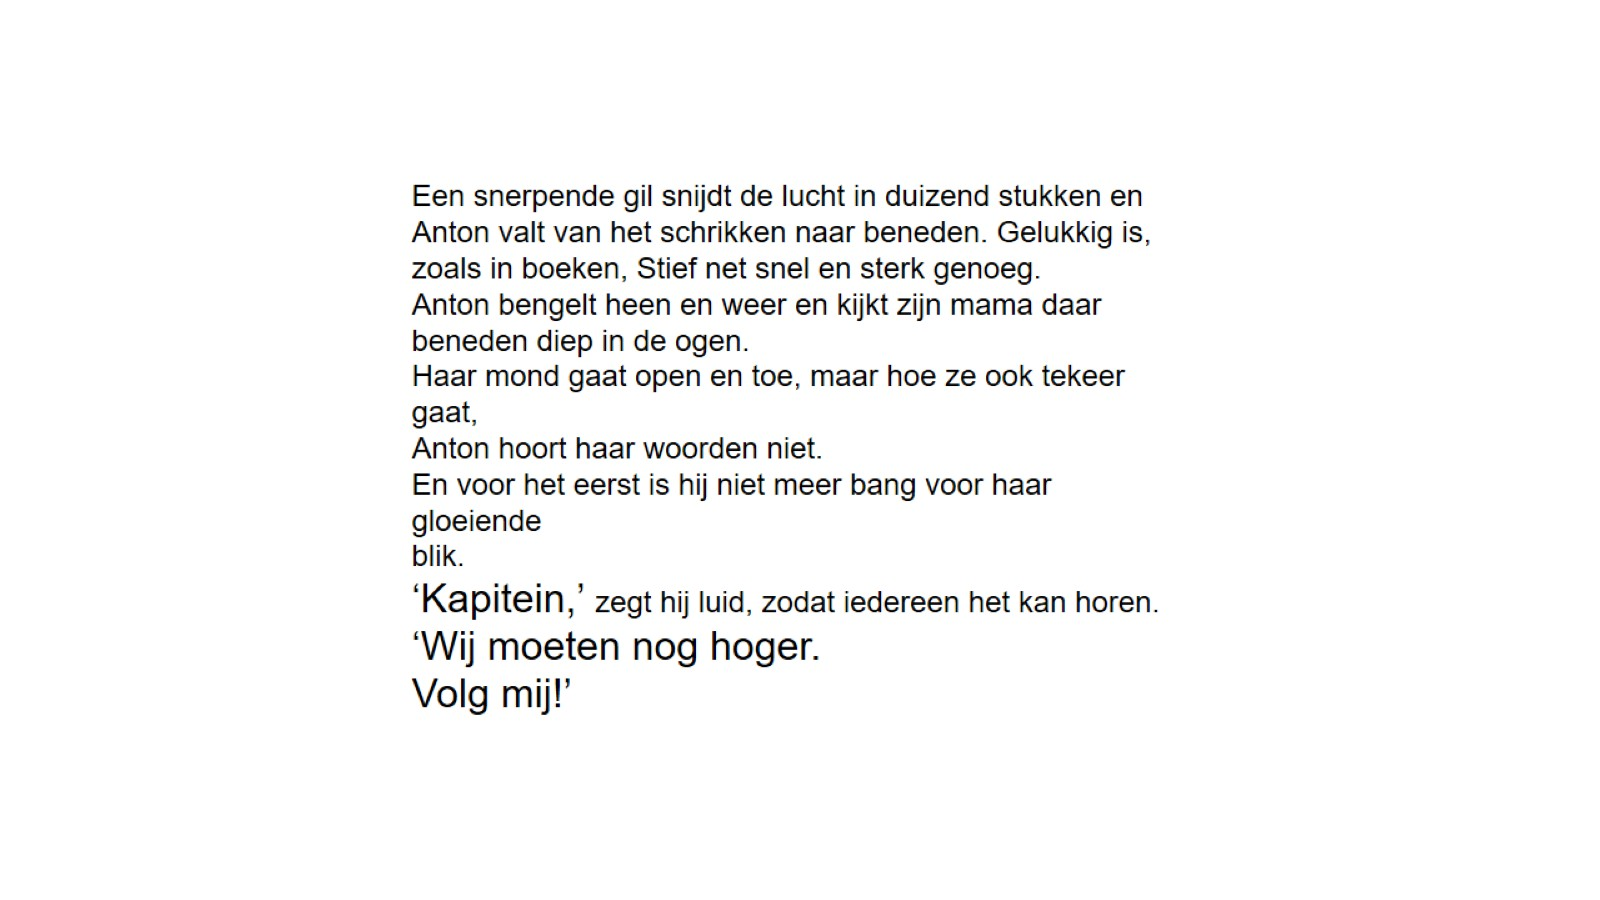 Een snerpende gil snijdt de lucht in duizend stukken en
Anton valt van het schrikken naar beneden. Gelukkig is,
zoals in boeken, Stief net snel en sterk genoeg.
Anton bengelt heen en weer en kijkt zijn mama daar
beneden diep in de ogen.
Haar mond gaat open en toe, maar hoe ze ook tekeer
gaat,
Anton hoort haar woorden niet.
En voor het eerst is hij niet meer bang voor haar
gloeiende
blik.
‘Kapitein,’ zegt hij luid, zodat iedereen het kan horen.
‘Wij moeten nog hoger.
Volg mij!’